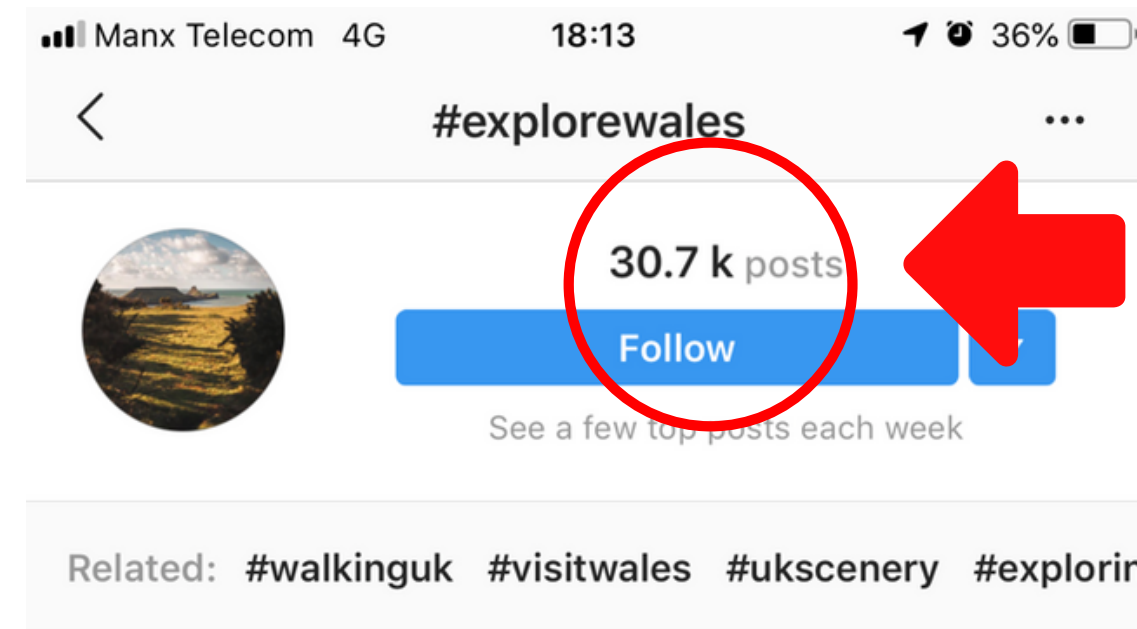 Manx Telecom 4G 18:13 36%
#explorewales
30.7 k posts
Follow
See a few top posts each week
Related: #walkinguk #visitwales #ukscenery #explorin